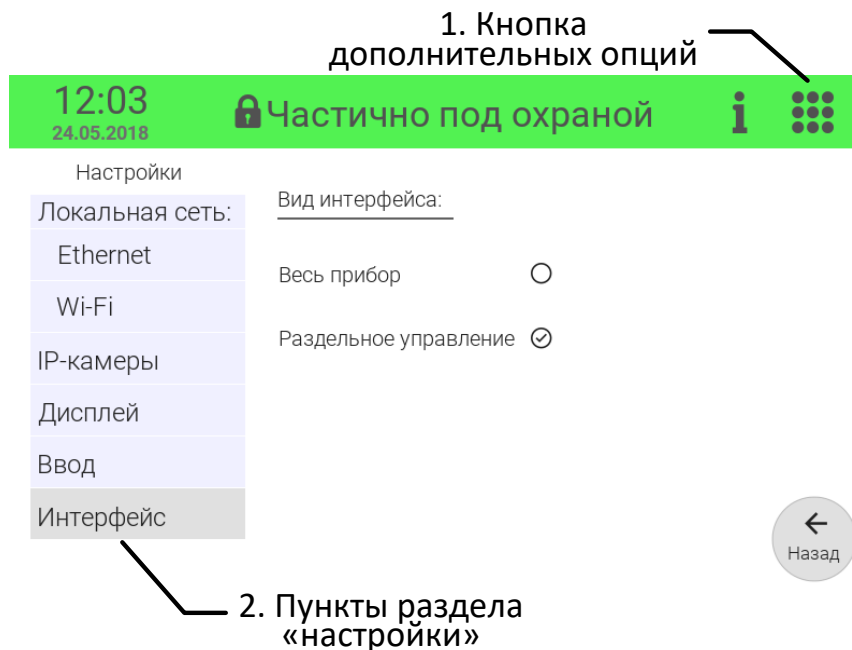 1. Кнопка
дополнительных опций
12:03
24.05.2018
Частично под охраной
i
Настройки
Локальная сеть:
Ethernet
Wi-Fi
IP-камеры
Дисплей
Ввод
Интерфейс
Вид интерфейса:
Весь прибор
Раздельное управление
Назад
2. Пункты раздела
«настройки»